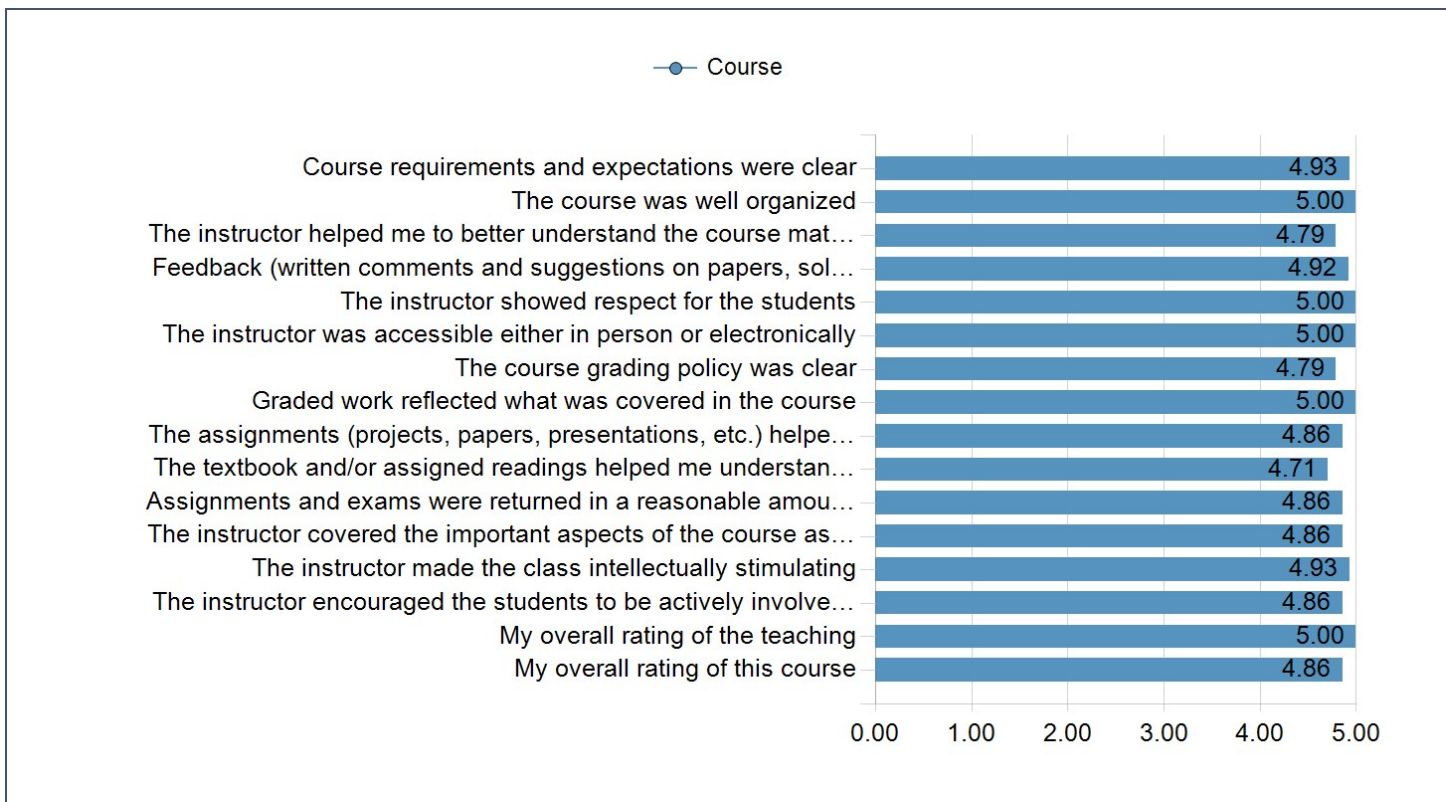 Course
Course requirements and expectations were clear 4.93
The course was well organized 5.00
The instructor helped me to better understand the course mat… 4.79
Feedback (written comments and suggestions on papers, sol… 4.92
The instructor showed respect for the students 5.00
The instructor was accessible either in person or electronically 5.00
The course grading policy was clear 4.79
Graded work reflected what was covered in the course 5.00
The assignments (projects, papers, presentations, etc.) helpe… 4.86
The textbook and/or assigned readings helped me understan… 4.71
Assignments and exams were returned in a reasonable amou… 4.86
The instructor covered the important aspects of the course as… 4.86
The instructor made the class intellectually stimulating 4.93
The instructor encouraged the students to be actively involve… 4.86
My overall rating of the teaching 5.00
My overall rating of this course 4.86
0.00 1.00 2.00 3.00 4.00 5.00